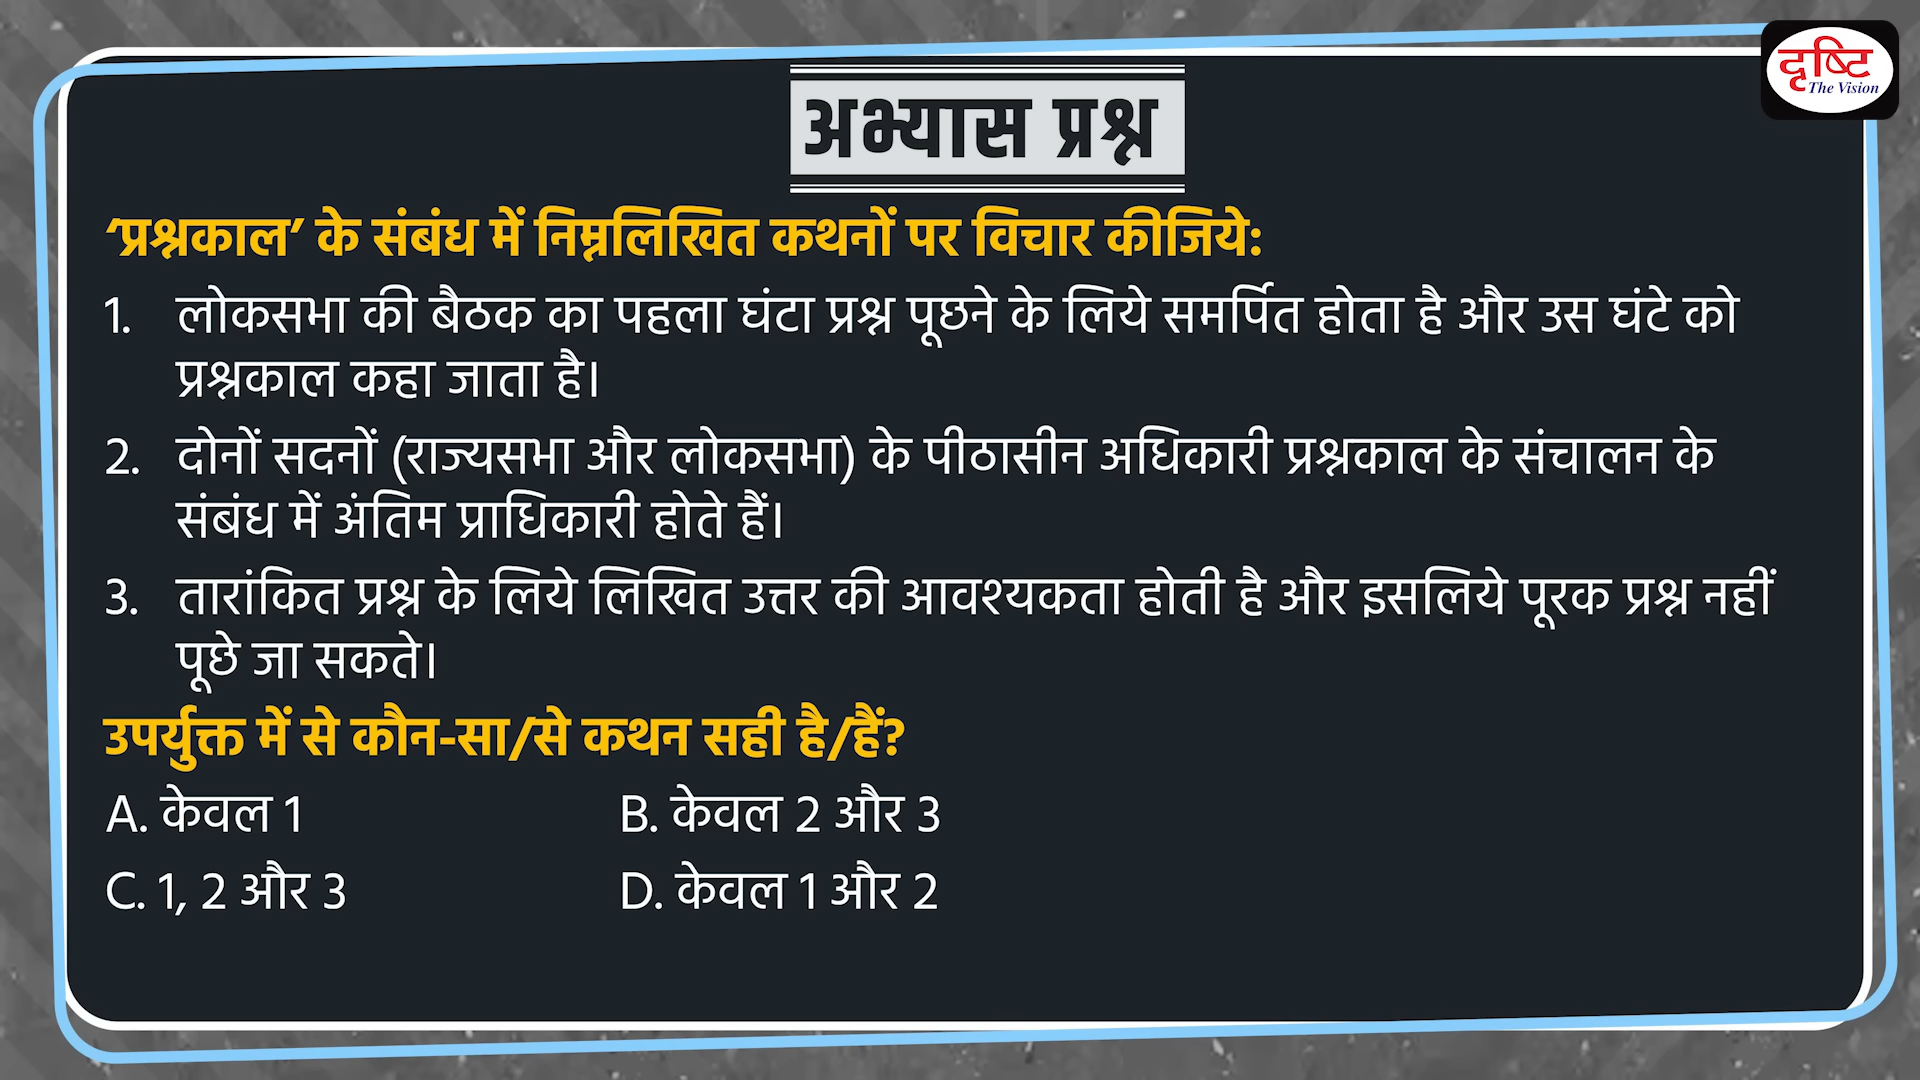 दृष्टि
The Vision
अभ्यास प्रश्न
‘प्रश्नकाल’ के संबंध में निम्नलिखित कथनों पर विचार कीजिये:
1. लोकसभा की बैठक का पहला घंटा प्रश्न पूछने के लिये समर्पित होता है और उस घंटे को
प्रश्नकाल कहा जाता है।
2. दोनों सदनों (राज्यसभा और लोकसभा) के पीठासीन अधिकारी प्रश्नकाल के संचालन के
संबंध में अंतिम प्राधिकारी होते हैं।
3. तारांकित प्रश्न के लिये लिखित उत्तर की आवश्यकता होती है और इसलिये पूरक प्रश्न नहीं
पूछे जा सकते।
उपर्युक्त में से कौन-सा/से कथन सही है/हैं?
A. केवल 1 B. केवल 2 और 3
C. 1, 2 और 3 D. केवल 1 और 2